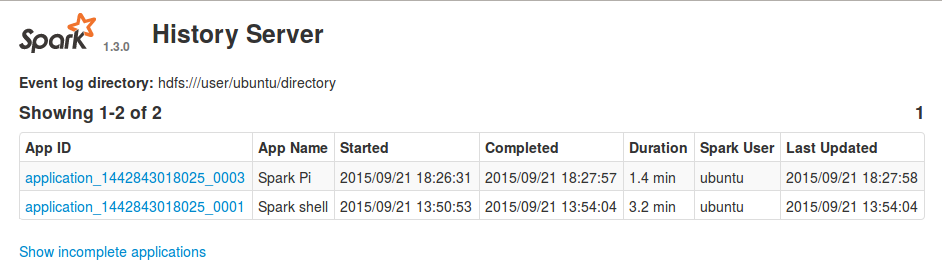 Spark 1.3.0 History Server
Event log directory: hdfs:///user/ubuntu/directory
Showing 1-2 of 2 1
App ID App Name Started Completed Duration Spark User Last Updated
application_1442843018025_0003 Spark Pi 2015/09/21 18:26:31 2015/09/21 18:27:57 1.4 min ubuntu 2015/09/21 18:27:58
application_1442843018025_0001 Spark shell 2015/09/21 13:50:53 2015/09/21 13:54:04 3.2 min ubuntu 2015/09/21 13:54:04
Show incomplete applications